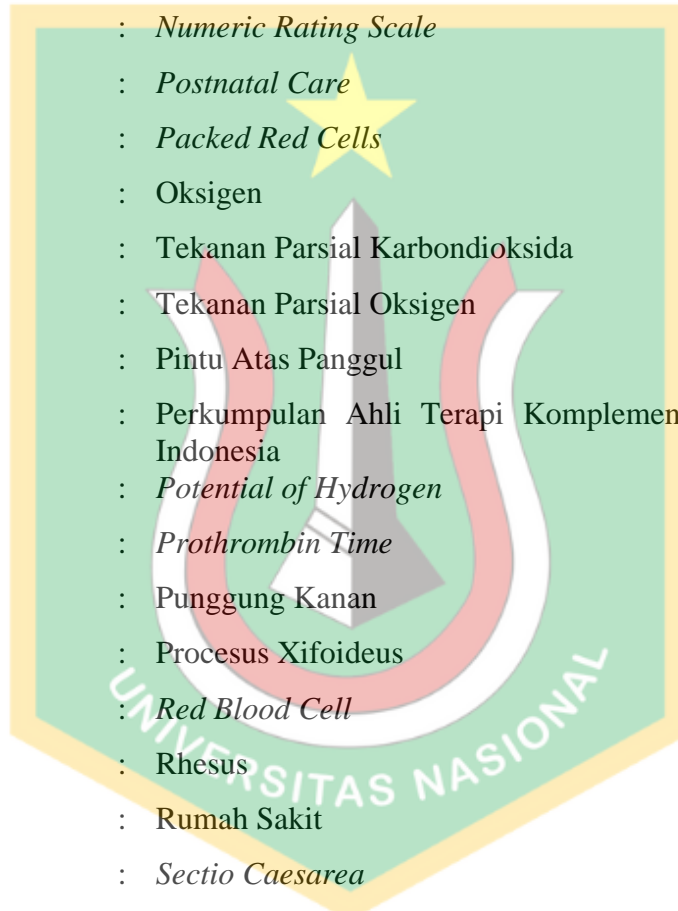 : Numeric Rating Scale
: Postnatal Care
: Packed Red Cells
: Oksigen
: Tekanan Parsial Karbondioksida
: Tekanan Parsial Oksigen
: Pintu Atas Panggul
: Perkumpulan Ahli Terapi Komplemen
Indonesia
: Potential of Hydrogen
: Prothrombin Time
: Punggung Kanan
: Procesus Xifoideus
: Red Blood Cell
: Rhesus
: Rumah Sakit
: Sectio Caesarea
UNIVERSITAS NASIONAL